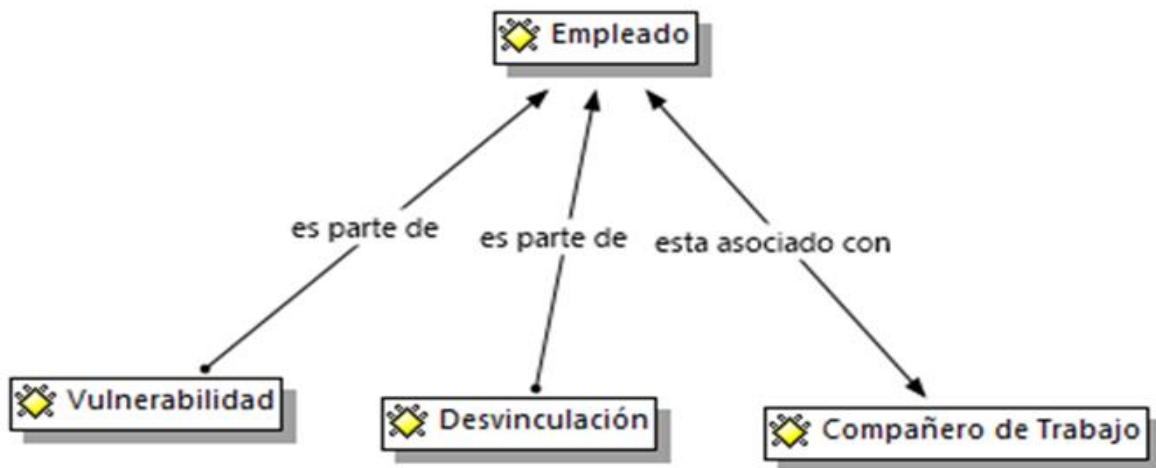 Empleado
es parte de
es parte de
esta asociado con
Vulnerabilidad
Desvinculación
Compañero de Trabajo